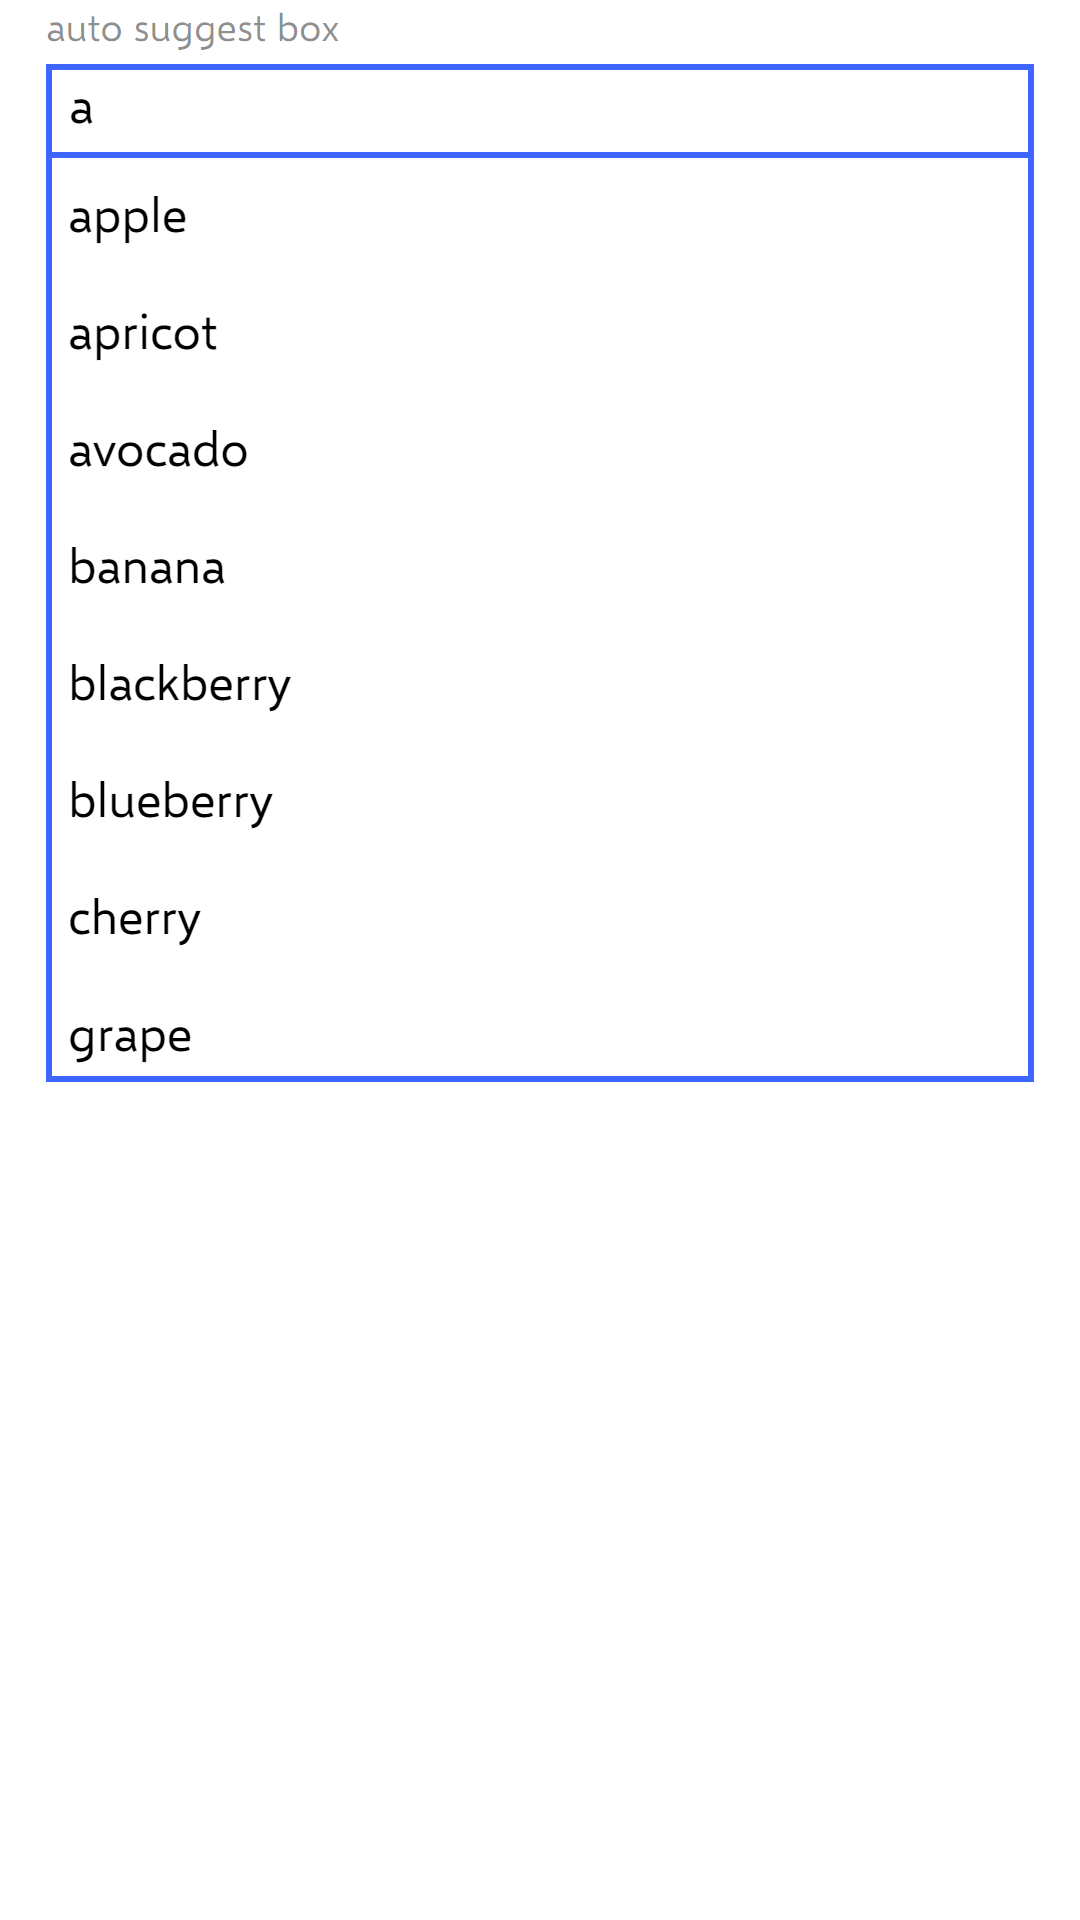 auto suggest box
a
apple
apricot
avocado
banana
blackberry
blueberry
cherry
grape